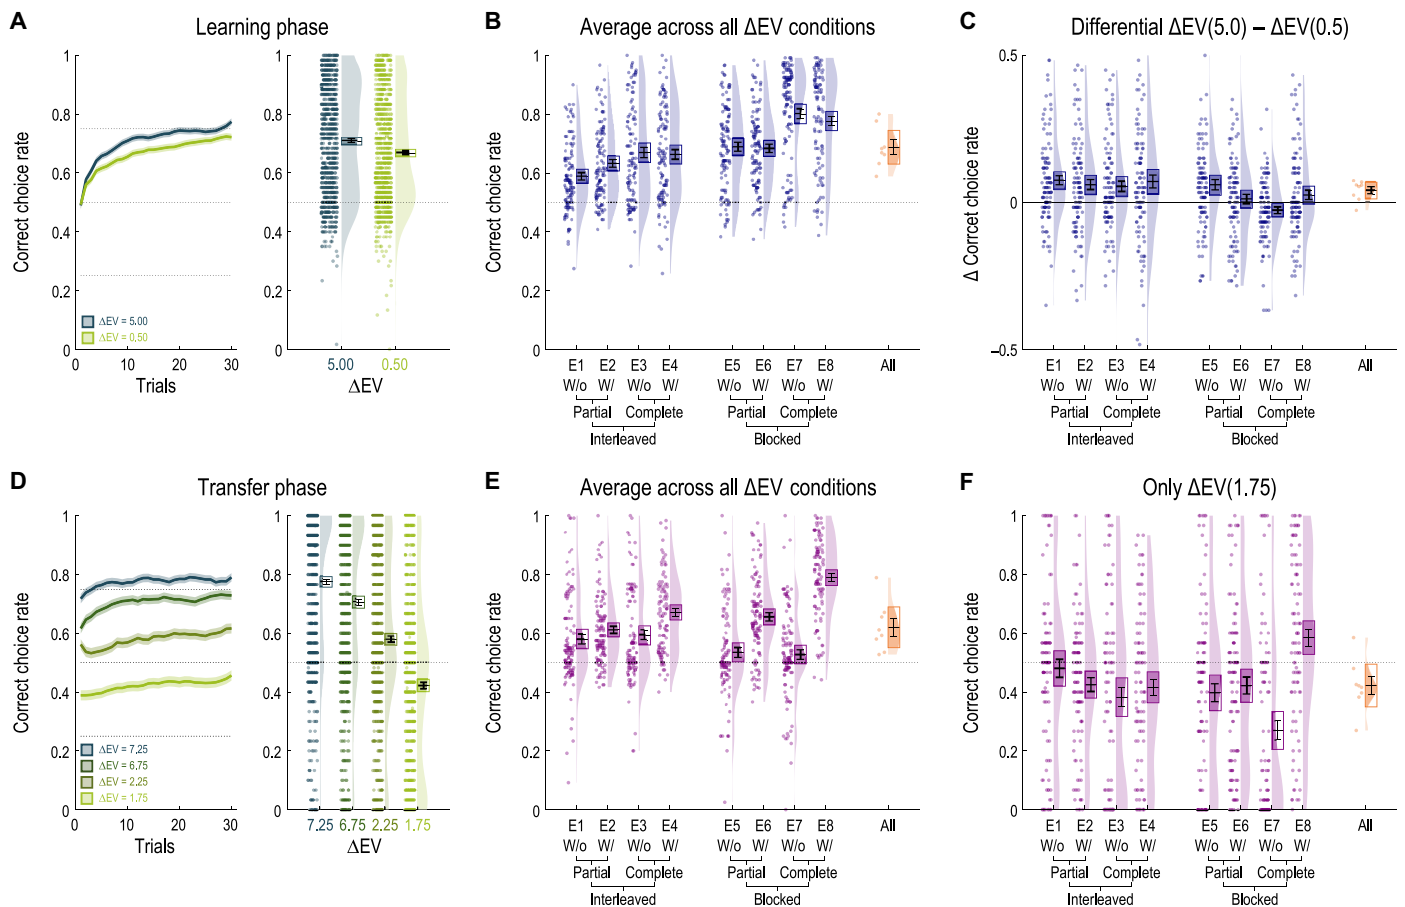 A
Learning phase
Correct choice rate
1
0.8
0.6
0.4
0.2
0
ΔEV = 5.00
ΔEV = 0.50
0 10 20 30
Trials
1
0.8
0.6
0.4
0.2
0
5.00 0.50
ΔEV
B
Average across all ΔEV conditions
Correct choice rate
1
0.8
0.6
0.4
0.2
0
E1 E2 E3 E4 E5 E6 E7 E8 All
W/o W/ W/o W/ W/o W/ W/o W/
Partial Complete Partial Complete
Interleaved Blocked
C
Differential ΔEV(5.0) – ΔEV(0.5)
Δ Corrcct choicc rate
0.5
0
–0.5
E1 E2 E3 E4 E5 E6 E7 E8 All
W/o W/ W/o W/ W/o W/ W/o W/
Partial Complete Partial Complete
Interleaved Blocked
D
Transfer phase
Correct choice rate
1
0.8
0.6
0.4
0.2
0
ΔEV = 7,25
ΔEV = 6,75
ΔEV = 2,25
ΔEV = 1,75
0 10 20 30
Trials
1
0.8
0.6
0.4
0.2
0
7.25 6.75 2.25 1.75
ΔEV
E
Average across all ΔEV conditions
Correct choice rate
1
0.8
0.6
0.4
0.2
0
E1 E2 E3 E4 E5 E6 E7 E8 All
W/o W/ W/o W/ W/o W/ W/o W/
Partial Complete Partial Complete
Interleaved Blocked
F
Only ΔEV(1.75)
Correct choice rate
1
0.8
0.6
0.4
0.2
0
E1 E2 E3 E4 E5 E6 E7 E8 All
W/o W/ W/o W/ W/o W/ W/o W/
Partial Complete Partial Complete
Interleaved Blocked